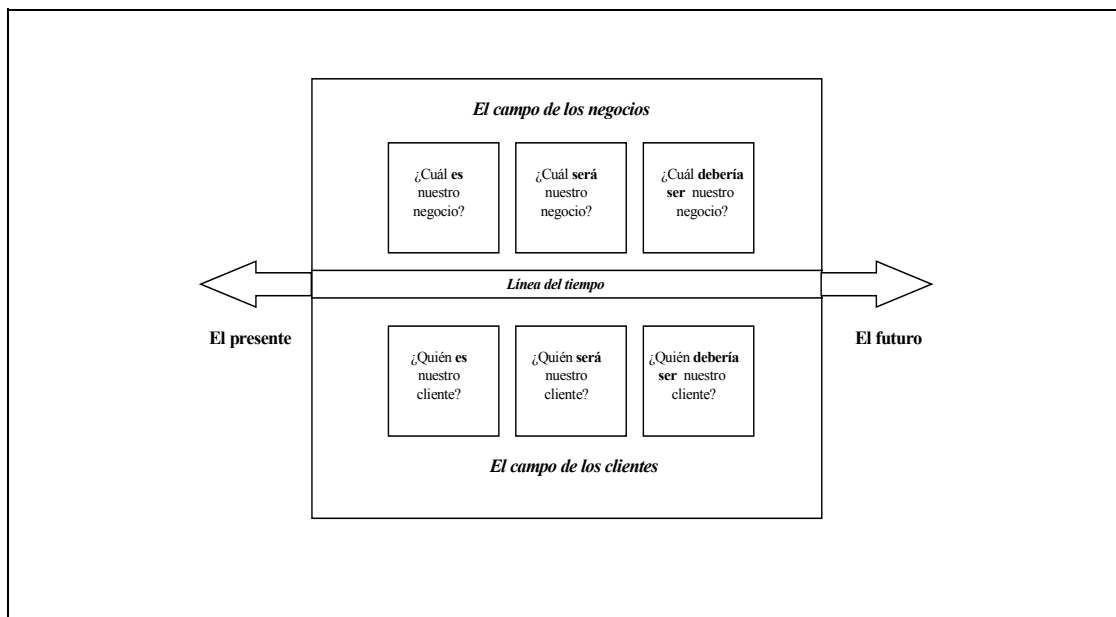 El campo de los negocios
¿Cuál es
nuestro
negocio?
¿Cuál será
nuestro
negocio?
¿Cuál debería
ser nuestro
negocio?
Línea del tiempo
El presente
El futuro
¿Quién es
nuestro
cliente?
¿Quién será
nuestro
cliente?
¿Quién debería
ser nuestro
cliente?
El campo de los clientes